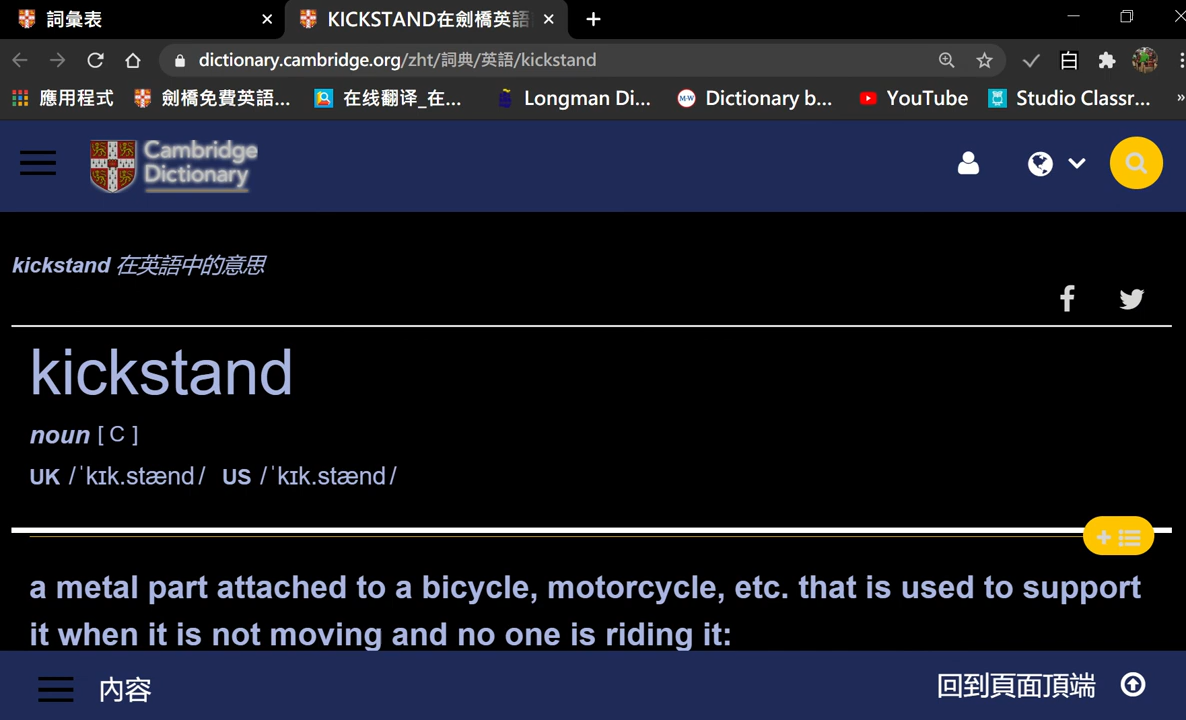 詞彙表
KICKSTAND在劍橋英語
dictionary.cambridge.org/zht/詞典/英語/kickstand
白
應用程式 劍橋免費英語... 在线翻译_在... M-W Longman Di... Dictionary b... YouTube Studio Classr... »
Cambridge
Dictionary
kickstand 在英語中的意思
kickstand
noun [ C ]
UK /ˈkɪk.stænd/ US /ˈkɪk.stænd/
a metal part attached to a bicycle, motorcycle, etc. that is used to support
it when it is not moving and no one is riding it:
內容
回到頁面頂端